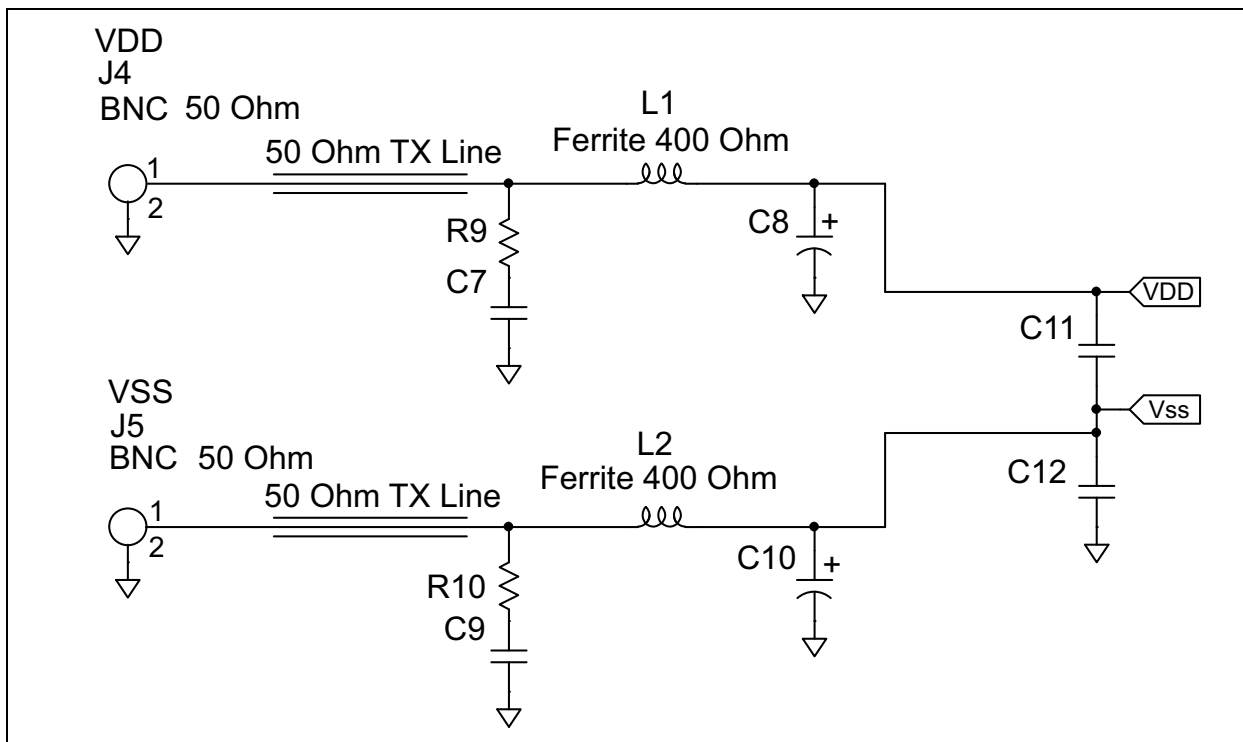 VDD
J4
BNC 50 Ohm
L1
Ferrite 400 Ohm
50 Ohm TX Line
1
2
R9
C7
C8
+
VDD
C11
Vss
VSS
J5
BNC 50 Ohm
L2
Ferrite 400 Ohm
50 Ohm TX Line
C12
1
2
R10
C9
C10
+